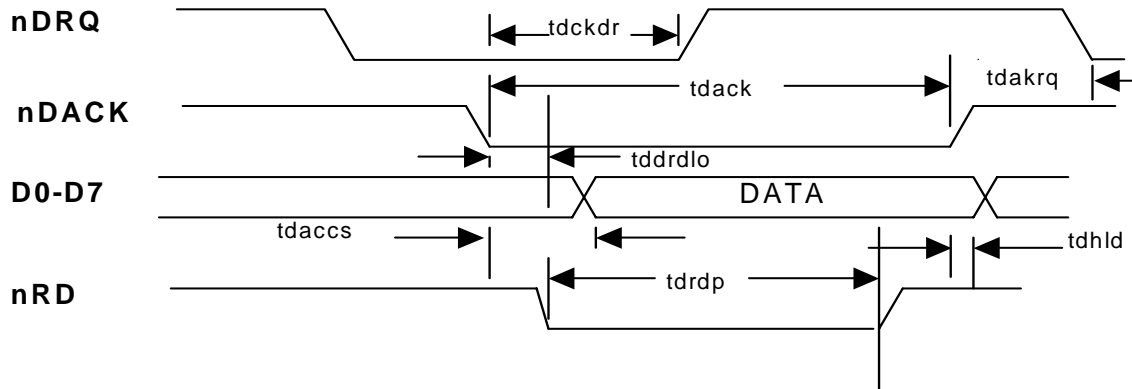 nDRQ
tdckdr
tdack
tdakrq
nDACK
tddrdlo
D0-D7
DATA
tdaccs
tdhld
tdrdp
nRD